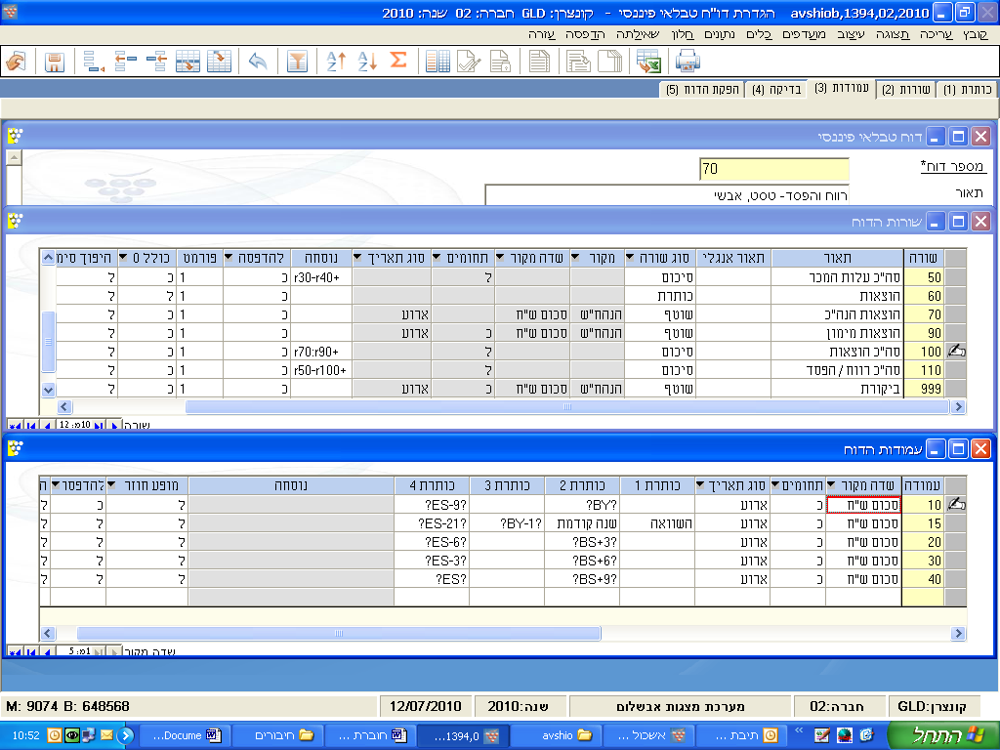 avshiob,1394,02,2010 הגדרת דו"ח טבלאי פיננסי - קונצרן: GLD חברה: 02 שנה: 2010
קובץ עריכה תצוגה עיצוב מועדפים כלים נתונים חלון שאילתה הדפסה עזרה
כותרת (1) שורות (2) עמודות (3) בדיקה (4) הפקת הדוח (5)
דוח טבלאי פיננסי
מספר דוח* 70
תאור רווח והפסד- טסט, אבשי
שורות הדוח
שורה תאור תאור אנגלי סוג שורה מקור שדה מקור תחומים סוג תאריך נוסחה להדפסה פורמט כולל 0 היפוך סימ
50 סה"כ עלות המכר סיכום ל r30-r40+ כ 1 כ ל
60 הוצאות כותרת כ 1 ל ל
70 הוצאות הנה"כ שוטף הנהח"ש סכום ש"ח ארוע כ 1 כ ל
90 הוצאות מימון שוטף הנהח"ש סכום ש"ח כ ארוע כ 1 כ ל
100 סה"כ הוצאות סיכום ל r70:r90+ כ 1 כ ל
110 סה"כ רווח / הפסד סיכום ל r50-r100+ כ 1 כ ל
999 ביקורת שוטף הנהח"ש סכום ש"ח כ ארוע כ 1 כ ל
שורה 10מ: 12
עמודות הדוח
עמודה שדה מקור תחומים סוג תאריך כותרת 1 כותרת 2 כותרת 3 כותרת 4 נוסחה מופע חוזר להדפסה ה
10 סכום ש"ח כ ארוע ?BY? ?ES-9? ל כ ל
15 סכום ש"ח כ ארוע השוואה שנה קודמת ?BY-1? ?ES-21? ל ל ל
20 סכום ש"ח כ ארוע ?BS+3? ?ES-6? ל ל ל
30 סכום ש"ח כ ארוע ?BS+6? ?ES-3? ל ל ל
40 סכום ש"ח כ ארוע ?BS+9? ?ES? ל ל ל
שדה מקור 1מ: 5
קונצרן:GLD חברה:02 מערכת מצגות אבשלום שנה:2010 12/07/2010 M: 9074 B: 648568
התחל תיבת ... אשכול ... avshio 1394,0... חוברת ... חיבורים Docume... 10:52